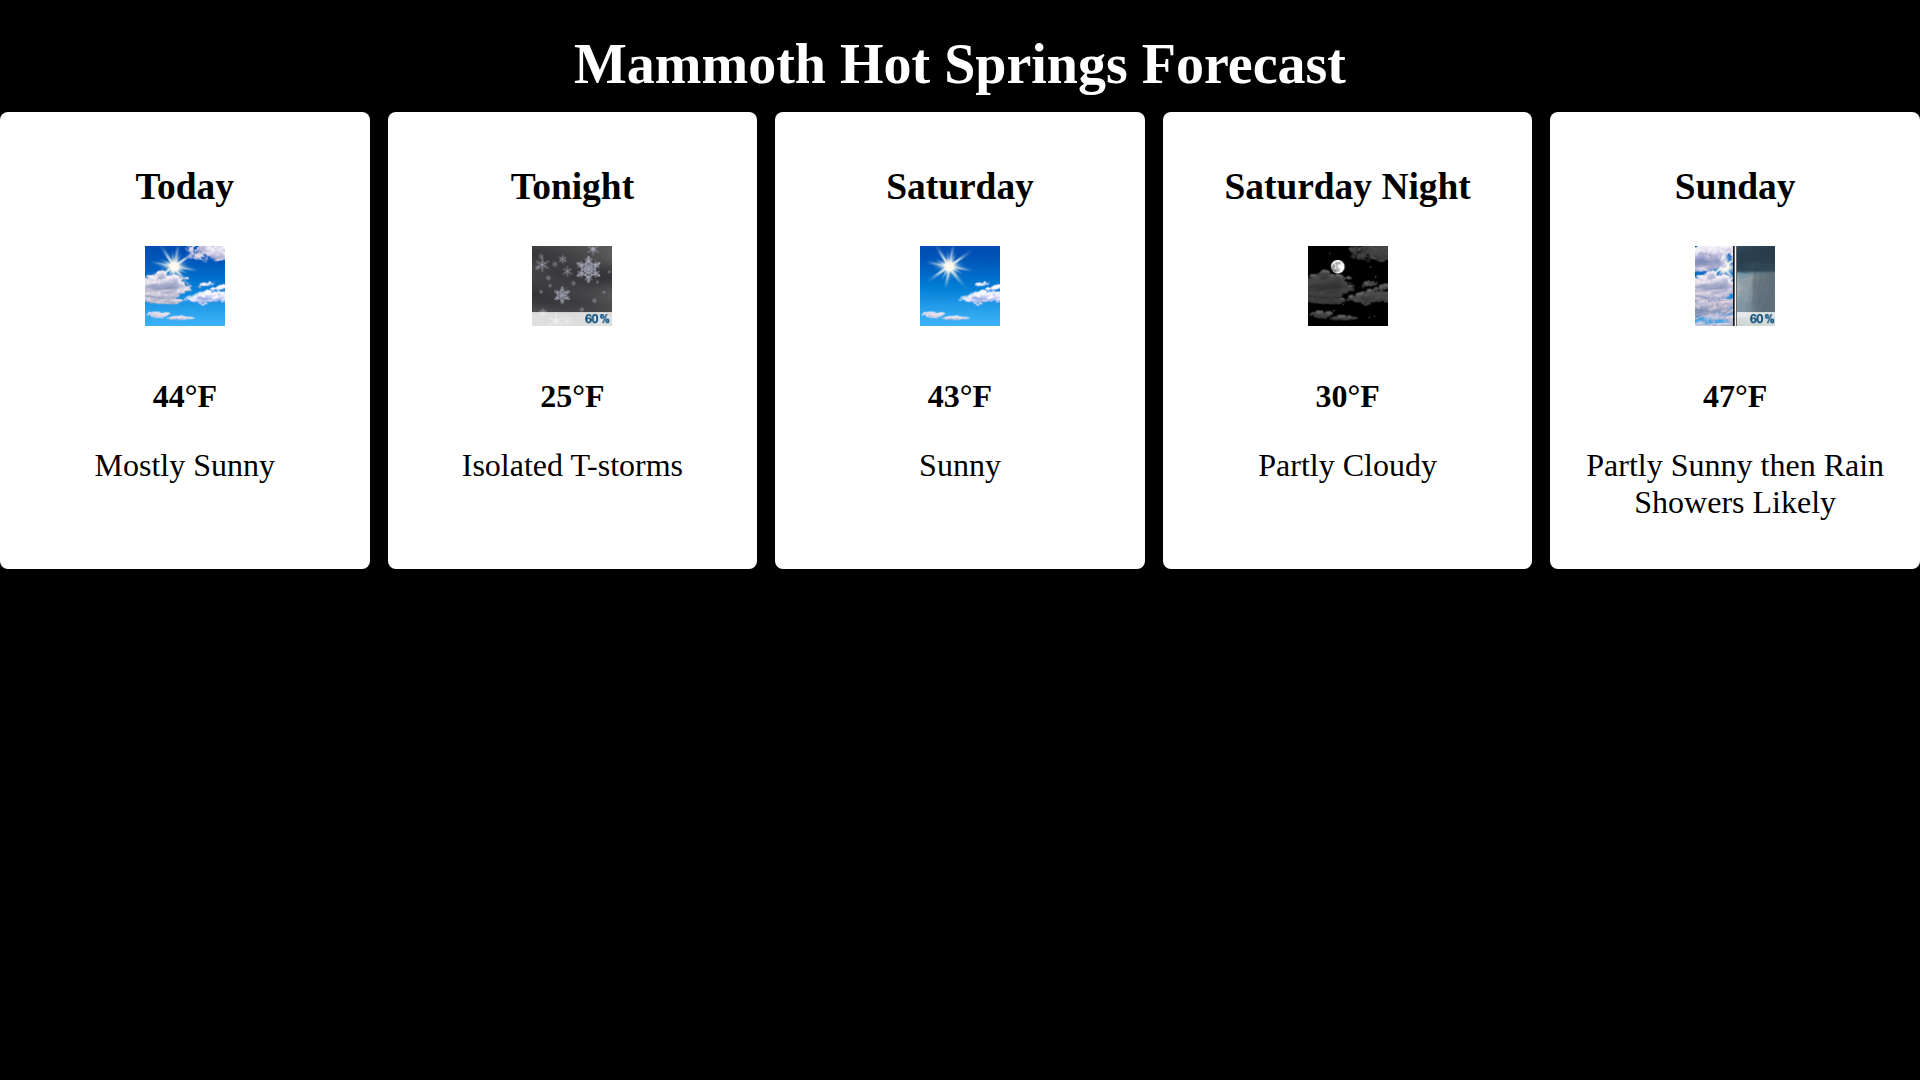 Mammoth Hot Springs Forecast
Today
60%
44°F
Mostly Sunny
Tonight
25°F
Isolated T-storms
Saturday
43°F
Sunny
Saturday Night
30°F
Partly Cloudy
Sunday
60%
47°F
Partly Sunny then Rain
Showers Likely